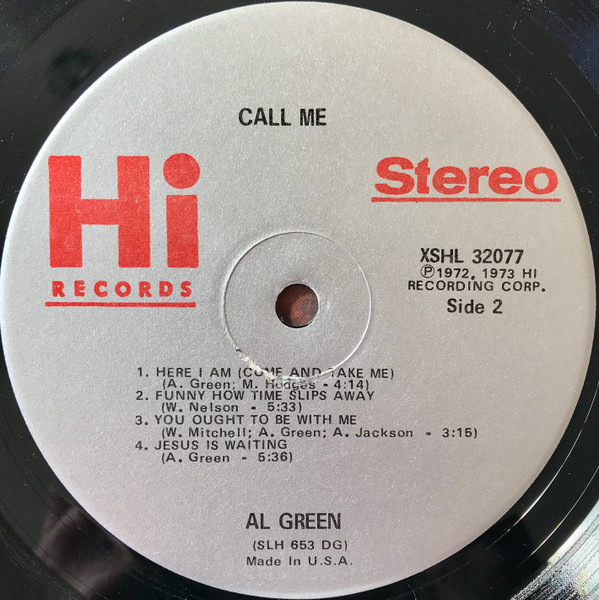 CALL ME
Hi
RECORDS
Stereo
XSHL 32077
Ⓟ1972, 1973 HI
RECORDING CORP.
Side 2
1. HERE I AM (COME AND TAKE ME)
(A. Green; M. Hodges - 4:14)
2. FUNNY HOW TIME SLIPS AWAY
(W. Nelson - 5:33)
3. YOU OUGHT TO BE WITH ME
(W. Mitchell; A. Green; A. Jackson - 3:15)
4. JESUS IS WAITING
(A. Green - 5:36)
AL GREEN
(SLH 653 DG)
Made In U.S.A.